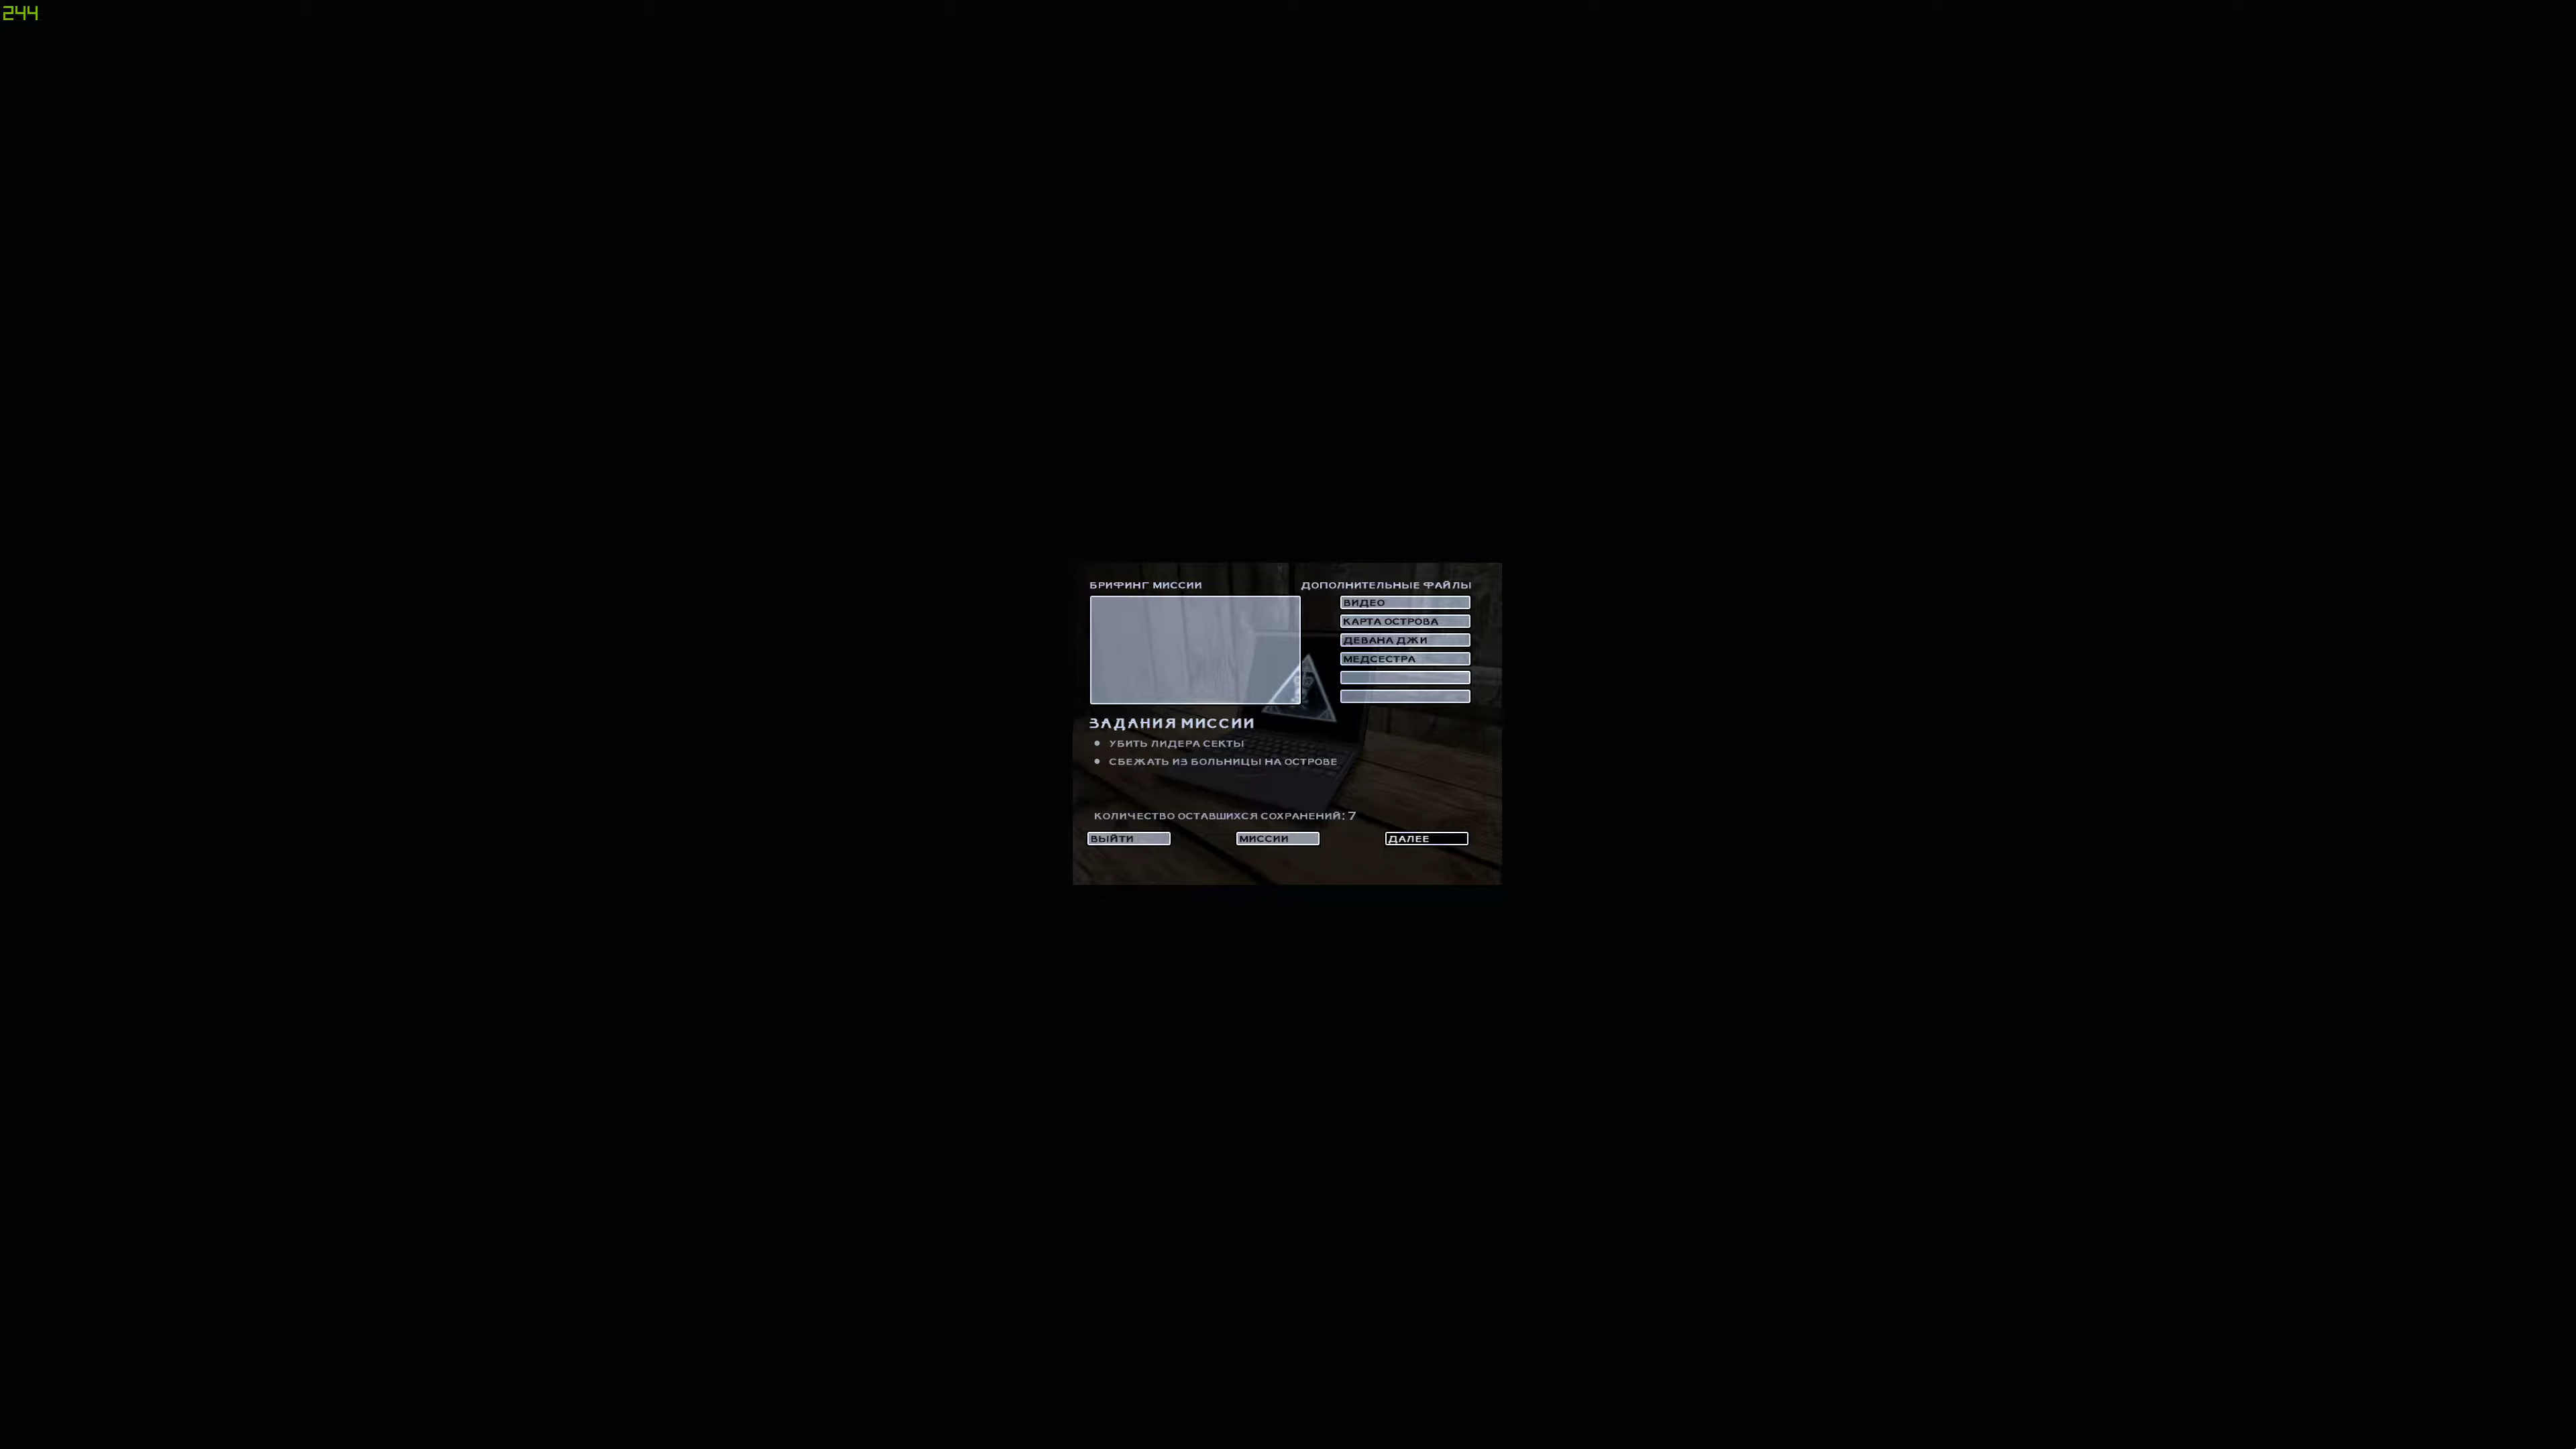 244
БРИФИНГ МИССИИ
ДОПОЛНИТЕЛЬНЫЕ ФАЙЛЫ
ВИДЕО
КАРТА ОСТРОВА
ДЕВАНА ДЖИ
МЕДСЕСТРА
ЗАДАНИЯ МИССИИ
• УБИТЬ ЛИДЕРА СЕКТЫ
• СБЕЖАТЬ ИЗ БОЛЬНИЦЫ НА ОСТРОВЕ
КОЛИЧЕСТВО ОСТАВШИХСЯ СОХРАНЕНИЙ: 7
ВЫЙТИ
МИССИИ
ДАЛЕЕ